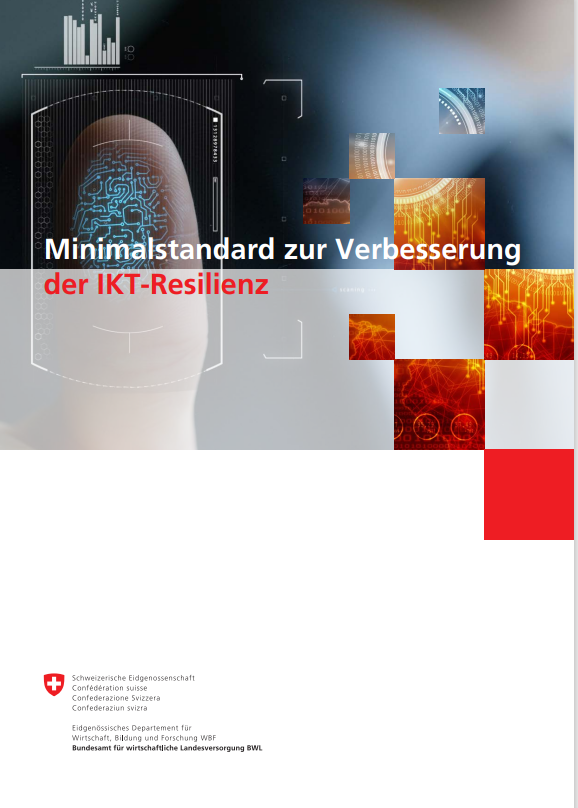 Minimalstandard zur Verbesserung
der IKT-Resilienz
Schweizerische Eidgenossenschaft
Confédération suisse
Confederazione Svizzera
Confederaziun svizra
Eidgenössisches Departement für
Wirtschaft, Bildung und Forschung WBF
Bundesamt für wirtschaftliche Landesversorgung BWL